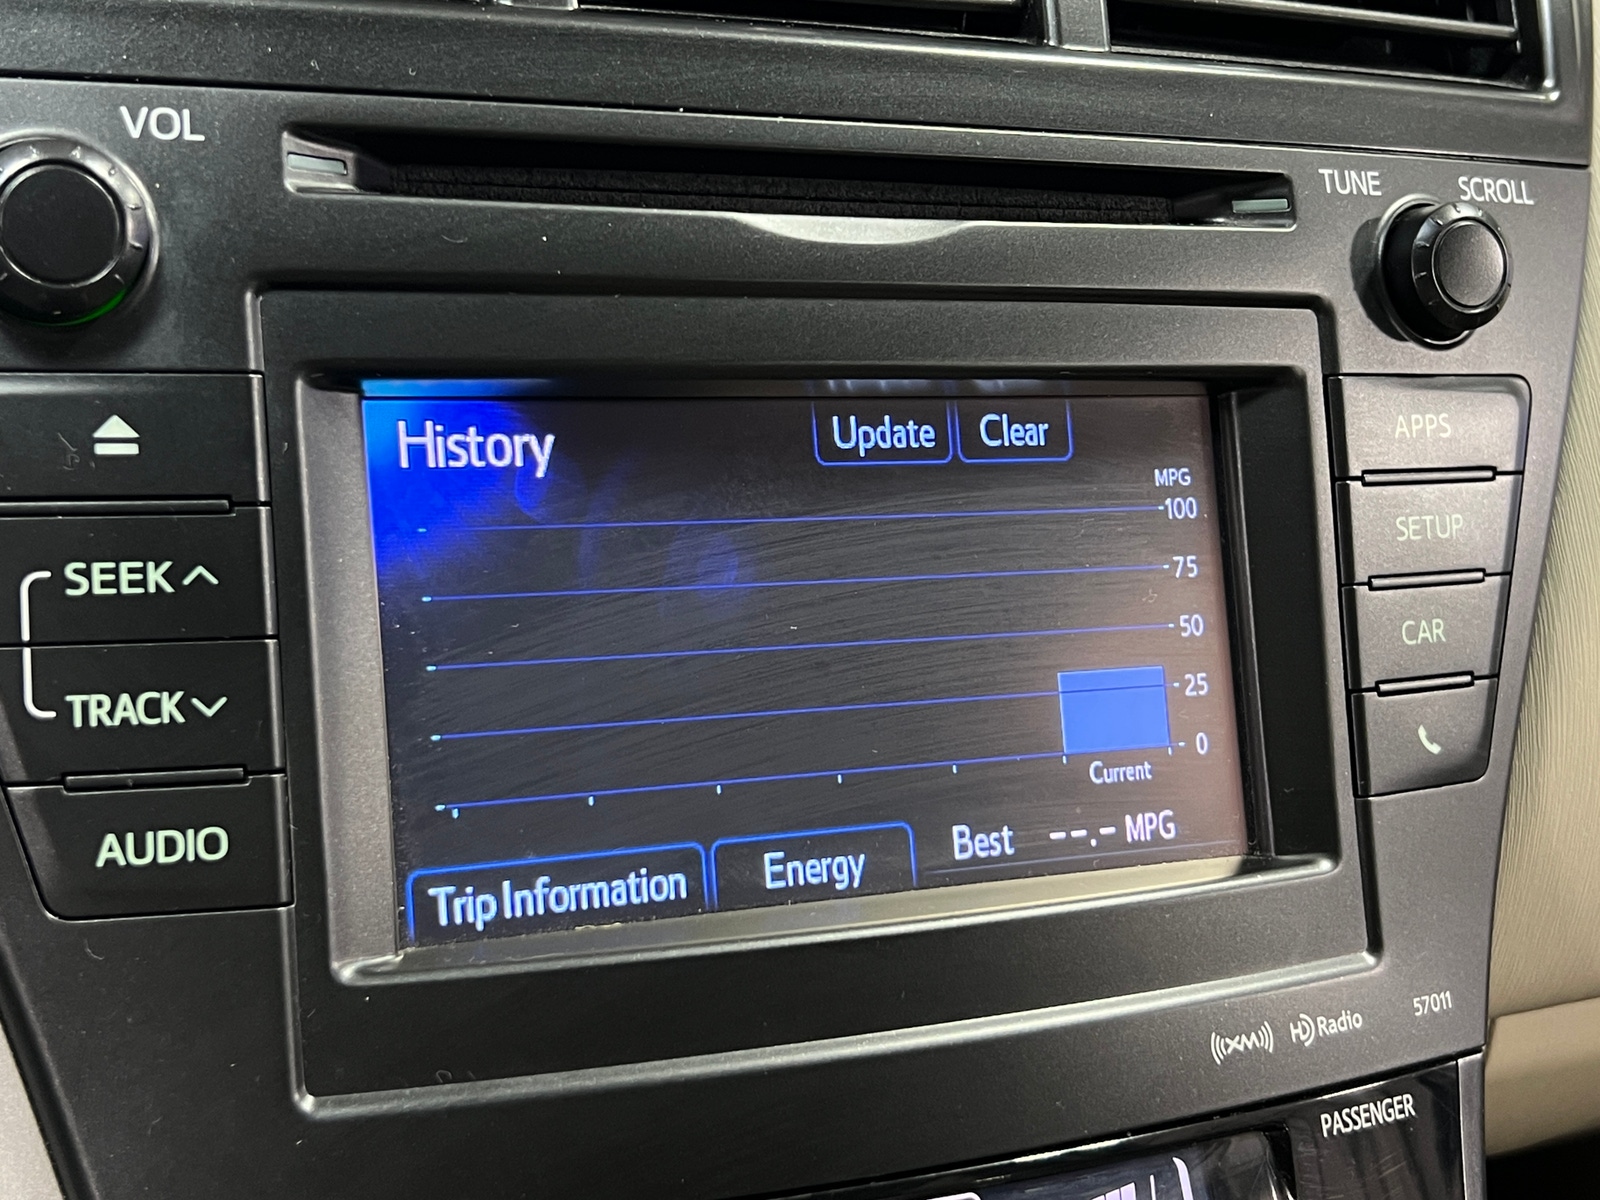 VOL
TUNE SCROLL
History
Update
Clear
MPG
100
75
50
25
0
Current
Best --.- MPG
Trip Information
Energy
SEEK
TRACK
AUDIO
APPS
SETUP
CAR
((XM))
HD Radio
57011
PASSENGER